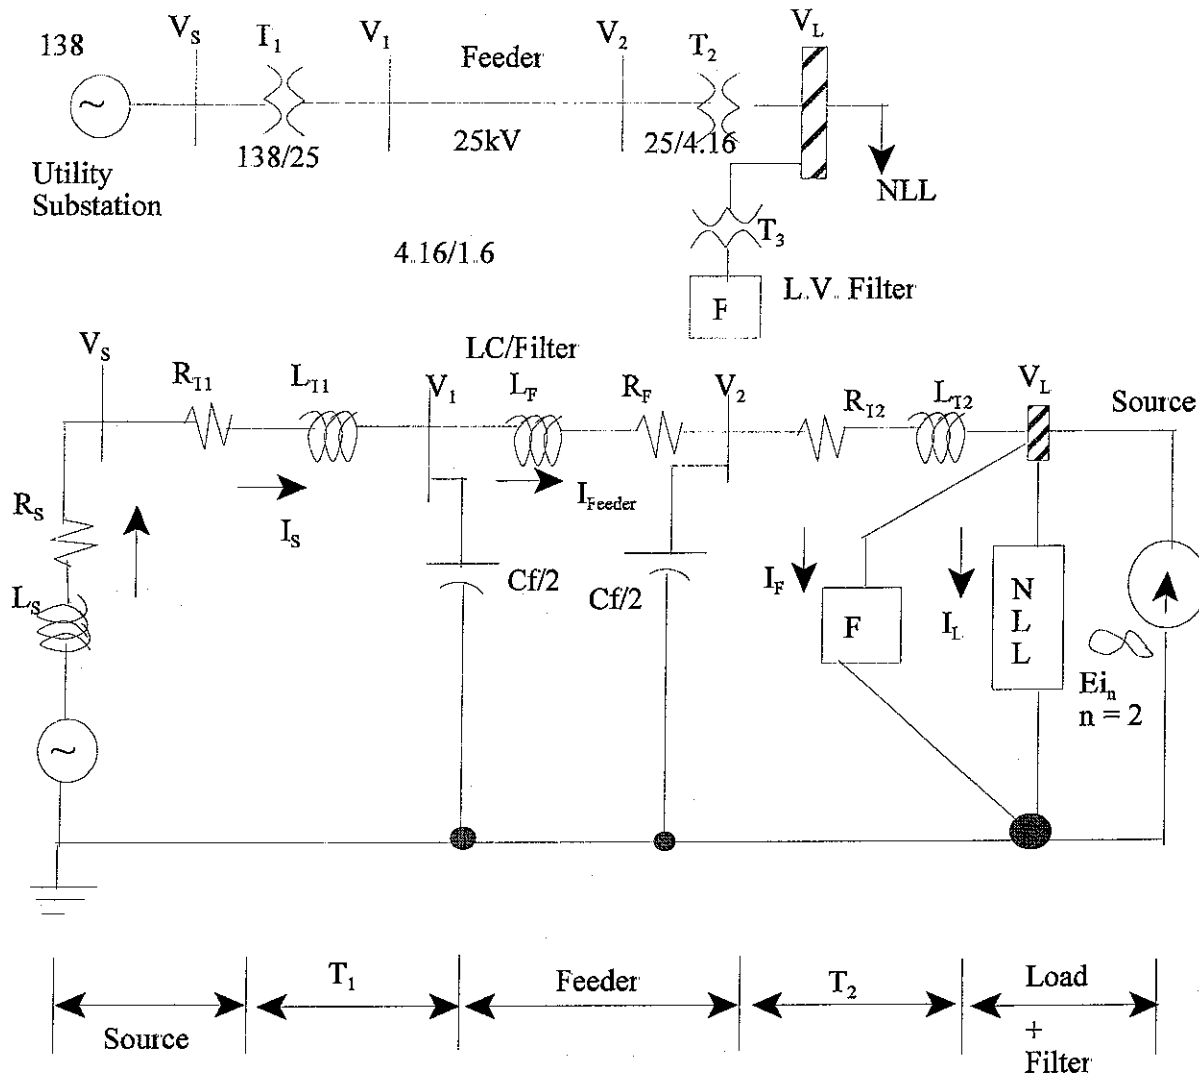 138
V_S
T_1
V_1
Feeder
V_2
T_2
V_L
~
138/25
25kV
25/4.16
Utility
Substation
NLL
T_3
4.16/1.6
F
L.V. Filter
LC/Filter
V_S
R_T1
L_T1
V_1
L_F
R_F
V_2
R_T2
L_T2
V_L
Source
R_S
I_S
I_Feeder
L_S
Cf/2
Cf/2
I_F
F
I_L
N
L
L
Ei_n
n = 2
~
T_1
Feeder
T_2
Load
+
Filter
Source